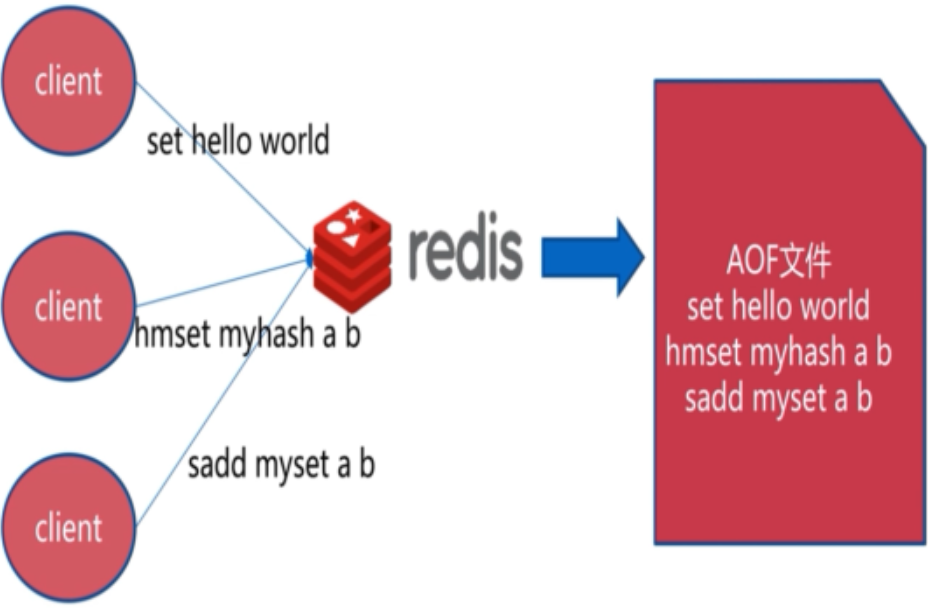 client
set hello world
client
hmset myhash a b
sadd myset a b
client
redis
AOF文件
set hello world
hmset myhash a b
sadd myset a b